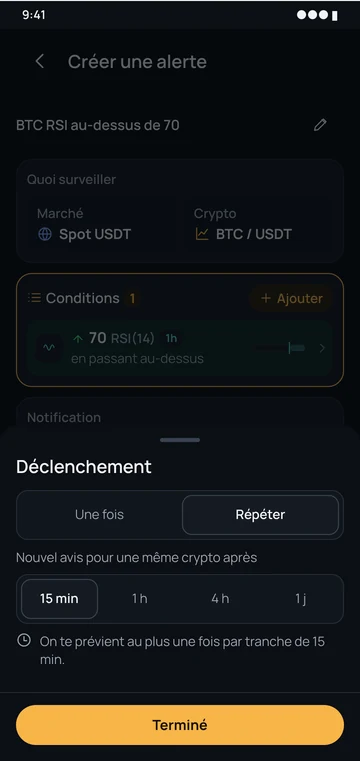 9:41
Créer une alerte
BTC RSI au-dessus de 70
Quoi surveiller
Marché
Spot USDT
Crypto
BTC / USDT
Conditions 1
+ Ajouter
↑ 70 RSI(14) 1h
en passant au-dessus
Notification
Déclenchement
Une fois
Répéter
Nouvel avis pour une même crypto après
15 min
1 h
4 h
1 j
On te prévient au plus une fois par tranche de 15
min.
Terminé